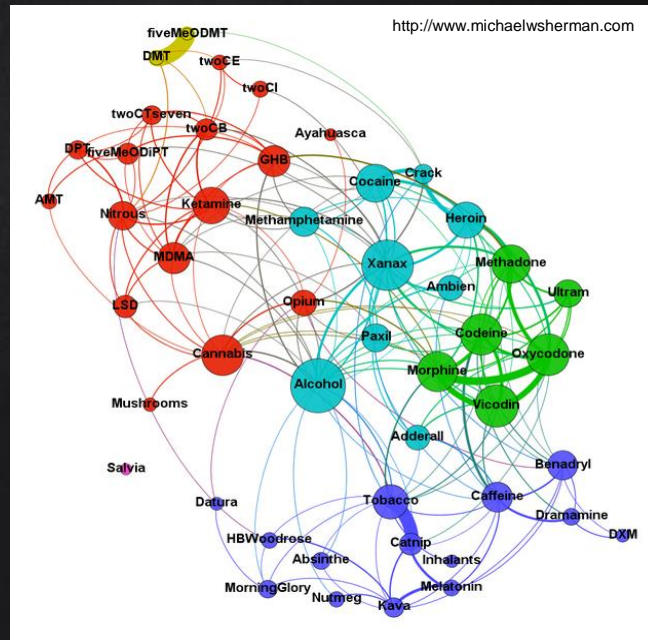 http://www.michaelwsherman.com
fiveMeODMT
DMT
twoCE
twoCI
twoCTseven
twoCB
Ayahuasca
DPT
fiveMeODiPT
GHB
Crack
Cocaine
AMT
Nitrous
Ketamine
Methamphetamine
Heroin
MDMA
Xanax
Methadone
Ambien
Ultram
LSD
Opium
Paxil
Codeine
Cannabis
Oxycodone
Alcohol
Morphine
Mushrooms
Vicodin
Adderall
Salvia
Benadryl
Datura
Tobacco
Caffeine
Dramamine
HBWoodrose
Catnip
DXM
Absinthe
Inhalants
MorningGlory
Melatonin
Nutmeg
Kava